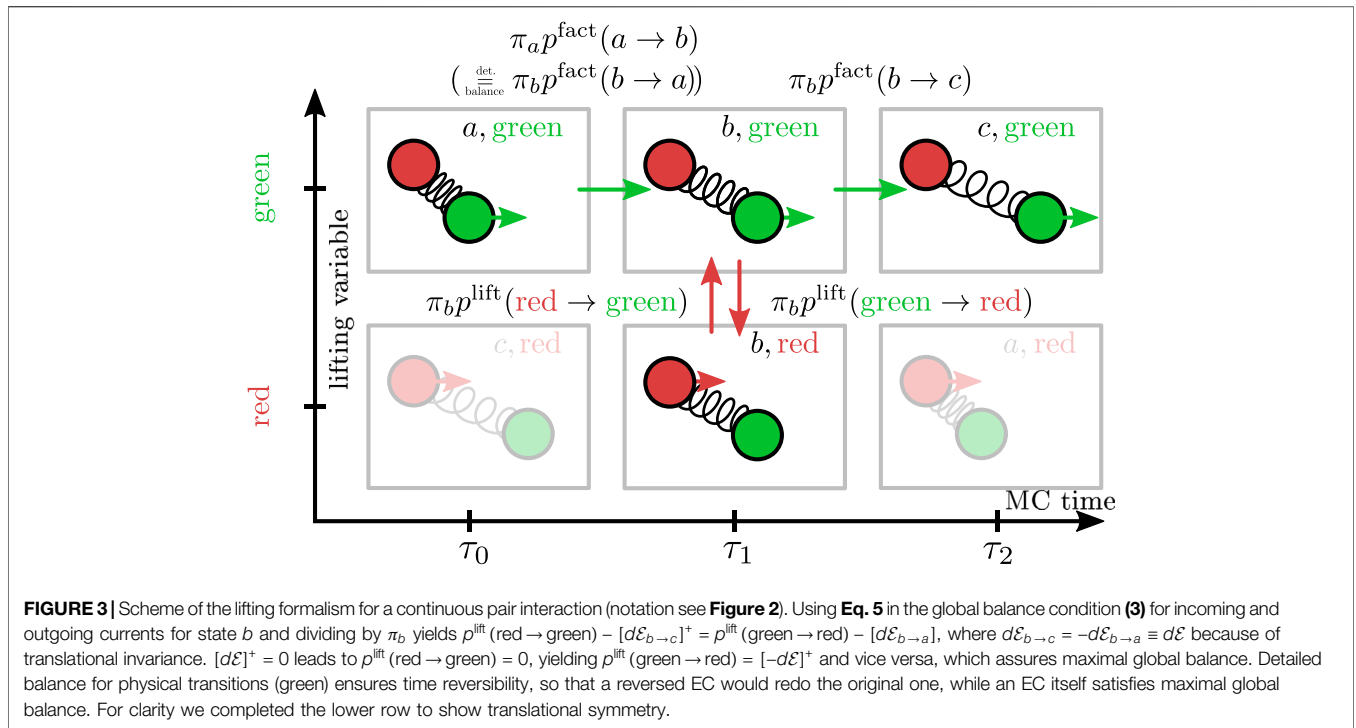 π_a p^fact(a → b)
( det. = balance π_b p^fact(b → a)) π_b p^fact(b → c)
a, green b, green c, green
green
lifting variable
π_b p^lift(red → green) π_b p^lift(green → red)
c, red b, red a, red
red
MC time
τ_0 τ_1 τ_2
FIGURE 3 | Scheme of the lifting formalism for a continuous pair interaction (notation see Figure 2). Using Eq. 5 in the global balance condition (3) for incoming and
outgoing currents for state b and dividing by π_b yields p^lift (red → green) – [dℰ_b→c]^+ = p^lift (green → red) – [dℰ_b→a], where dℰ_b→c = –dℰ_b→a ≡ dℰ because of
translational invariance. [dℰ]^+ = 0 leads to p^lift (red → green) = 0, yielding p^lift (green → red) = [–dℰ]^+ and vice versa, which assures maximal global balance. Detailed
balance for physical transitions (green) ensures time reversibility, so that a reversed EC would redo the original one, while an EC itself satisfies maximal global
balance. For clarity we completed the lower row to show translational symmetry.